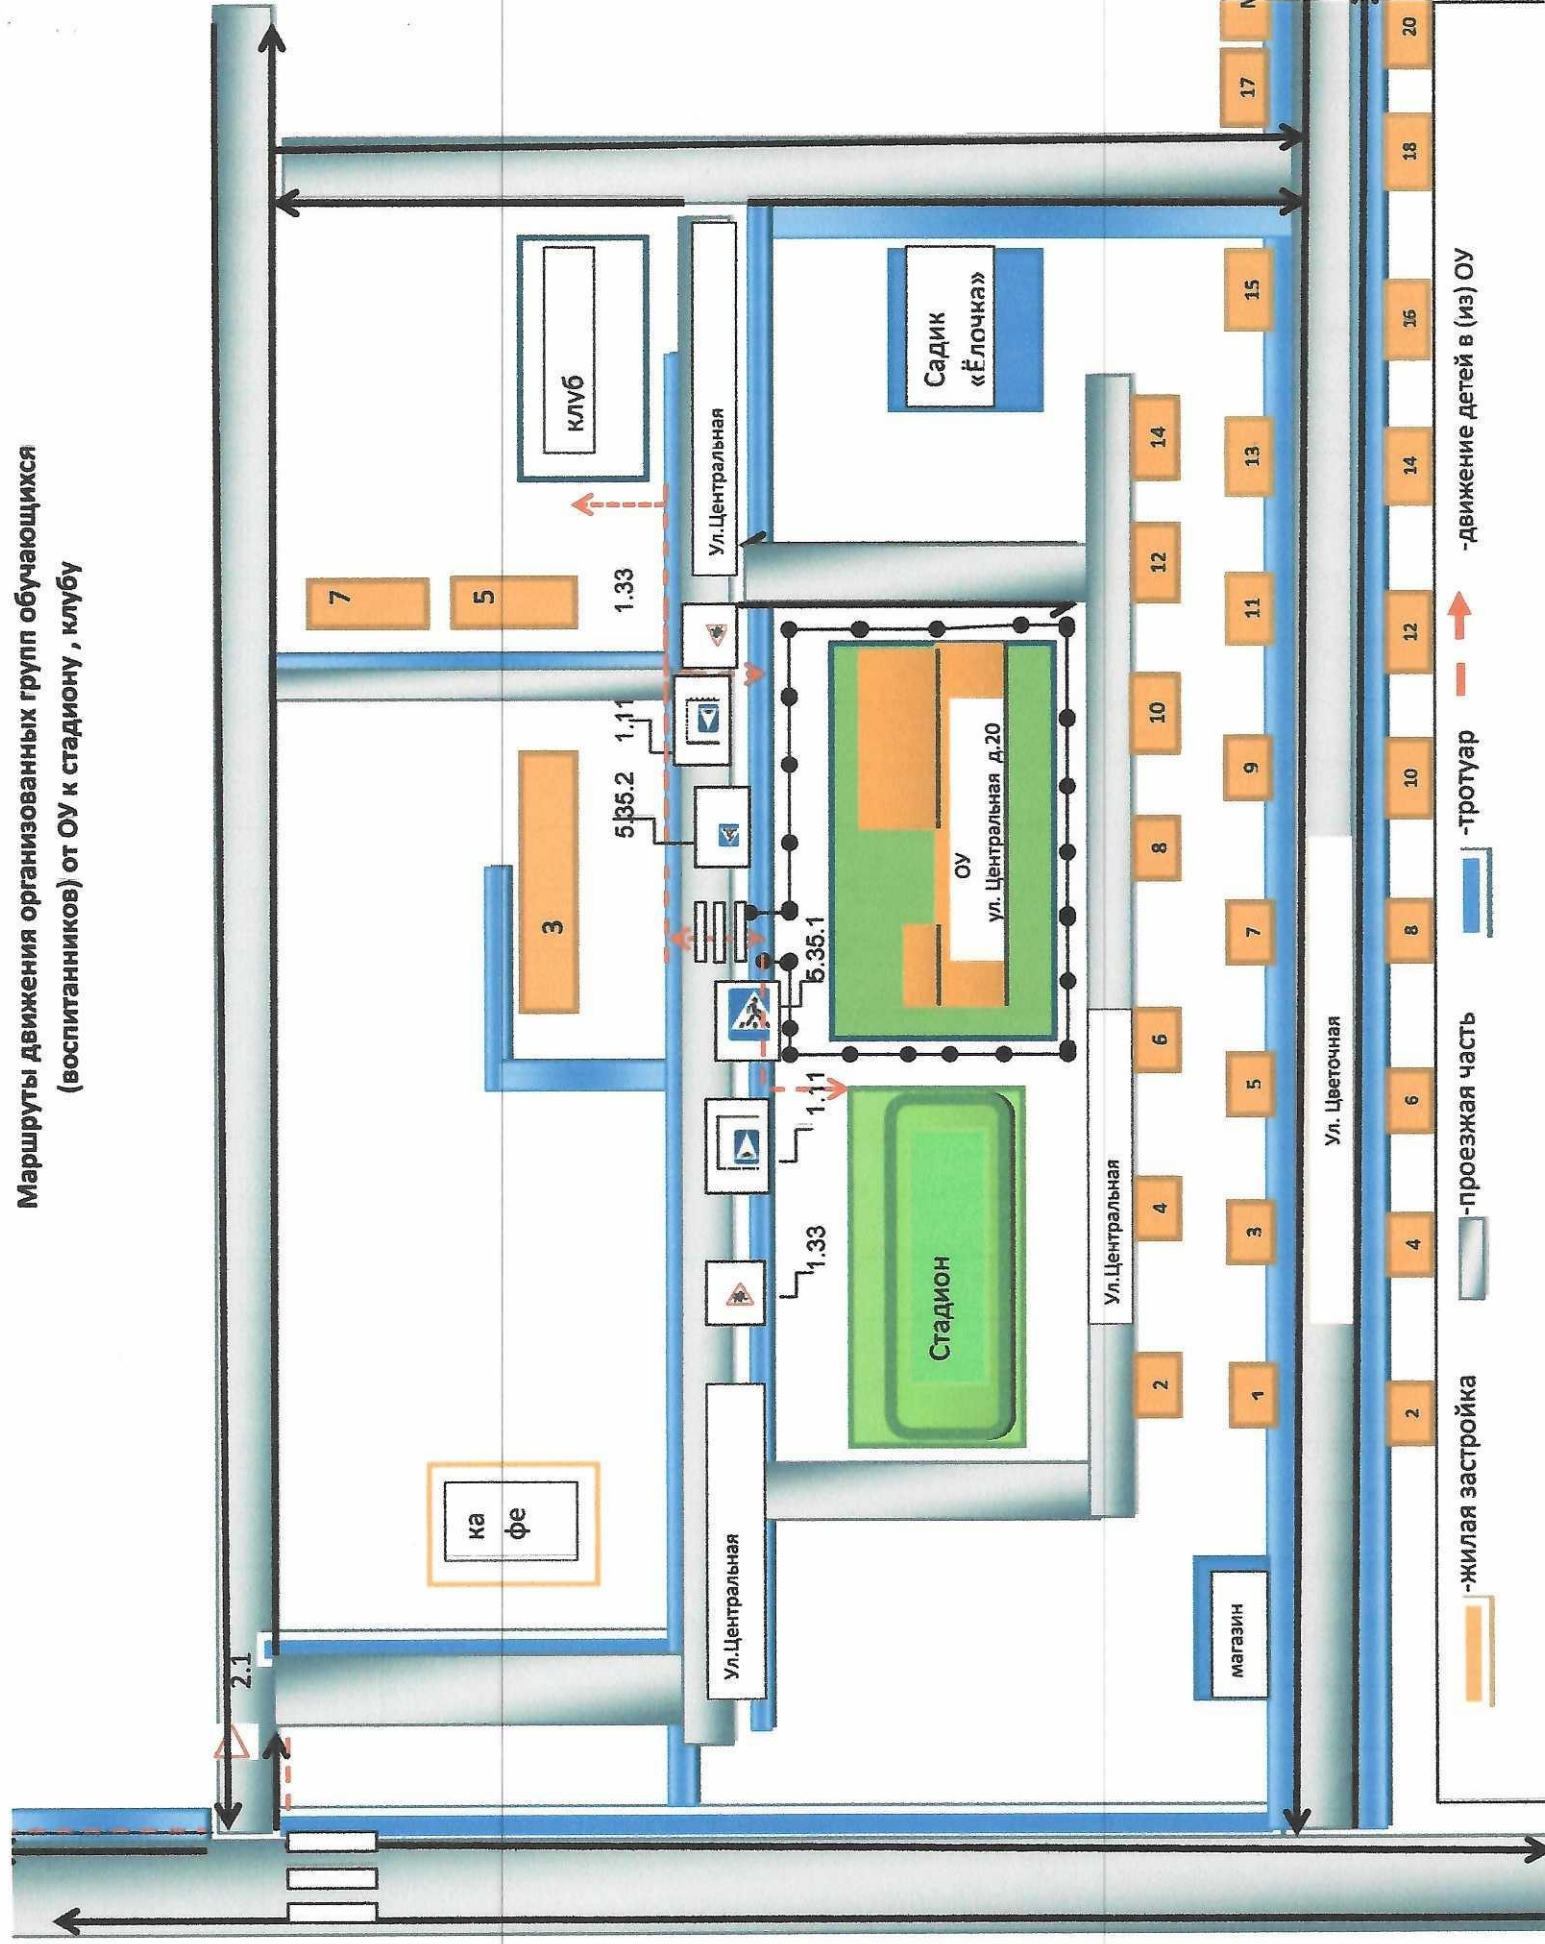 Маршруты движения организованных групп обучающихся
(воспитанников) от ОУ к стадиону , клубу
2.1
ка
фе
7
5
3
клуб
1.33
1.11
5.35.2
Ул.Центральная
Ул.Центральная
1.33
1.11
5.35.1
Стадион
ОУ
ул. Центральная д.20
Садик
«Ёлочка»
Ул.Центральная
2
4
6
8
10
12
14
магазин
1
3
5
7
9
11
13
15
17
Ул. Цветочная
2
4
6
8
10
12
14
16
18
20
-жилая застройка
-проезжая часть
-тротуар
-движение детей в (из) ОУ